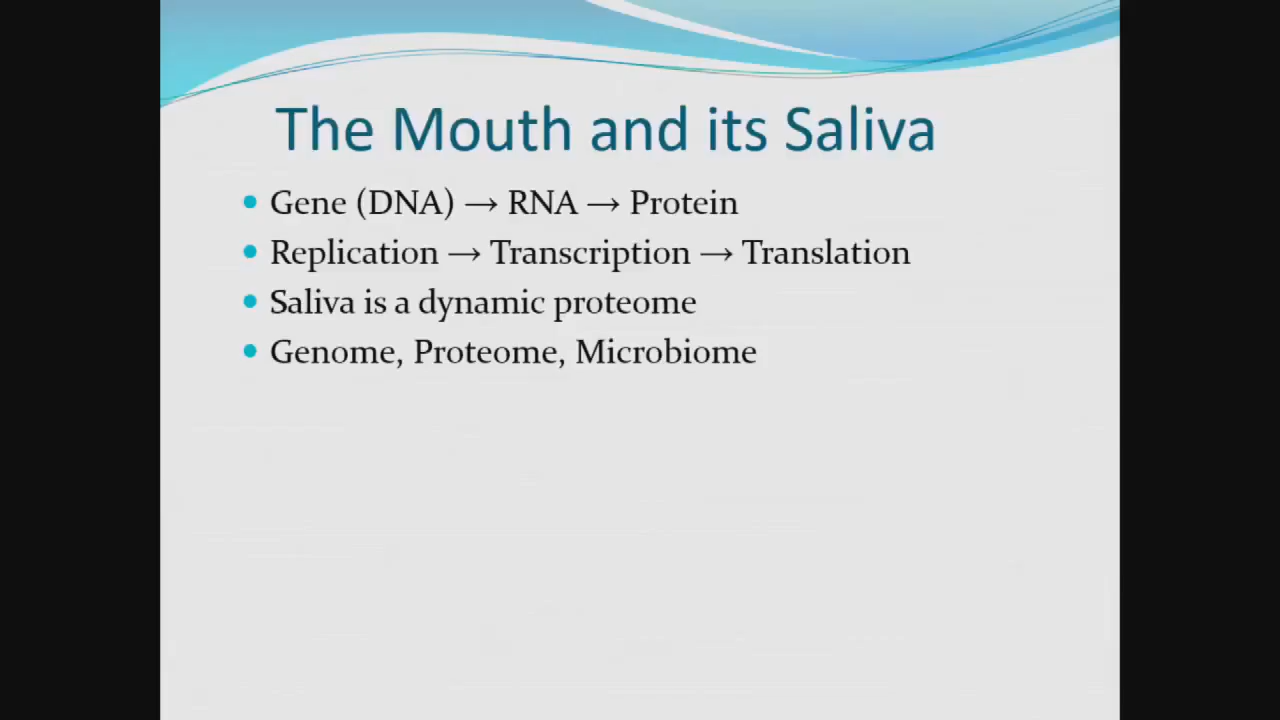 The Mouth and its Saliva
Gene (DNA) → RNA → Protein
Replication → Transcription → Translation
Saliva is a dynamic proteome
Genome, Proteome, Microbiome